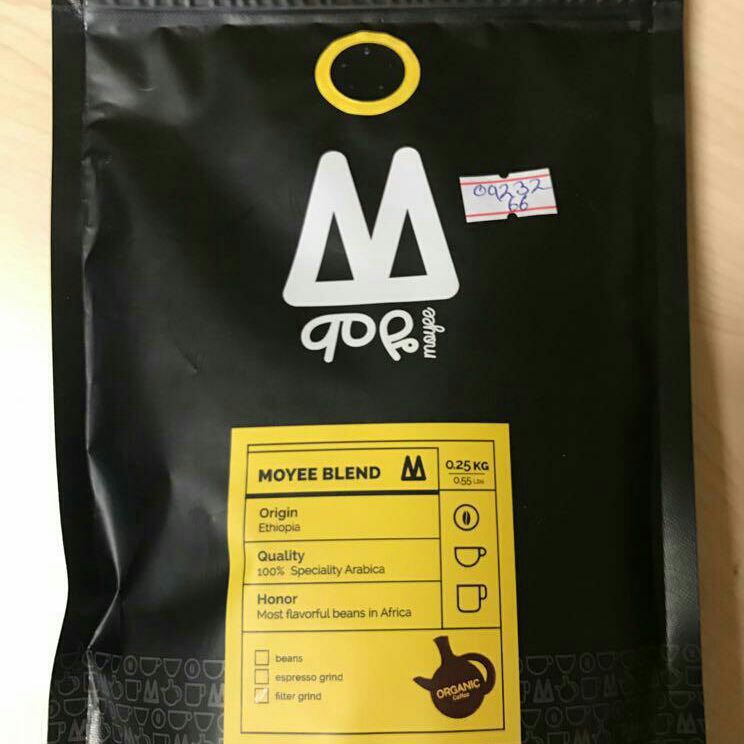 M
09232
66
ሞዬ
moyee
MOYEE BLEND
0.25 KG
0.55 LBS
Origin
Ethiopia
Quality
100% Speciality Arabica
Honor
Most flavorful beans in Africa
beans
espresso grind
filter grind
ORGANIC
Coffee